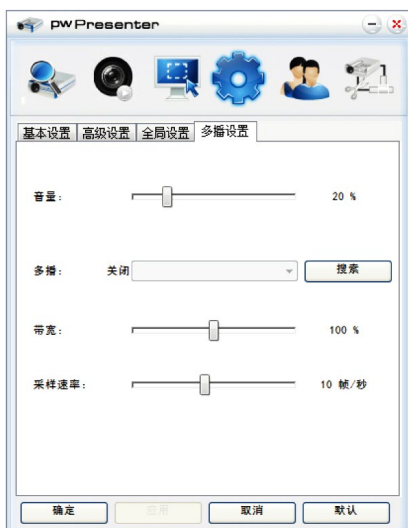 pwPresenter
基本设置 高级设置 全局设置 多播设置
音量： 20 %
多播： 关闭 搜索
带宽： 100 %
采样速率： 10 帧/秒
确定 应用 取消 默认